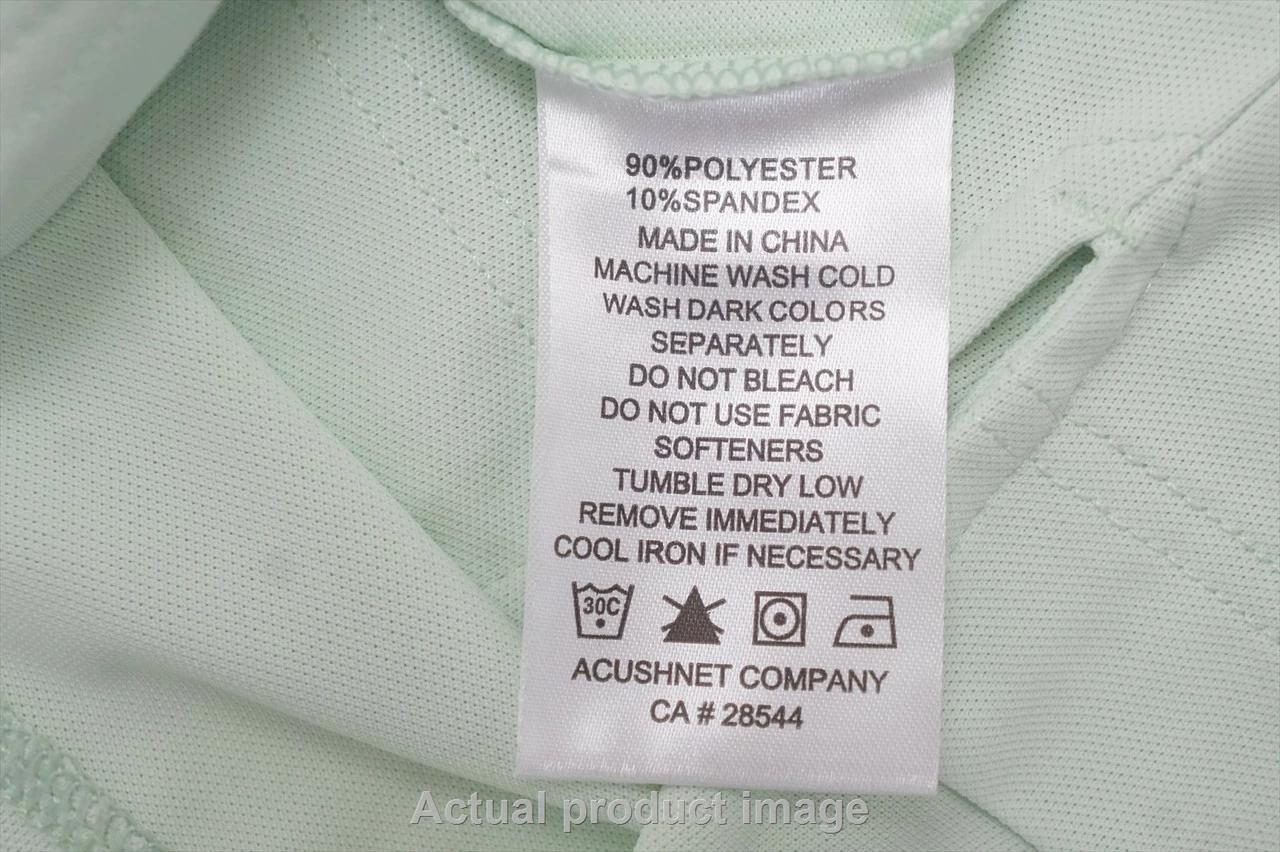 90%POLYESTER
10%SPANDEX
MADE IN CHINA
MACHINE WASH COLD
WASH DARK COLORS
SEPARATELY
DO NOT BLEACH
DO NOT USE FABRIC
SOFTENERS
TUMBLE DRY LOW
REMOVE IMMEDIATELY
COOL IRON IF NECESSARY
30C
ACUSHNET COMPANY
CA # 28544
Actual product image